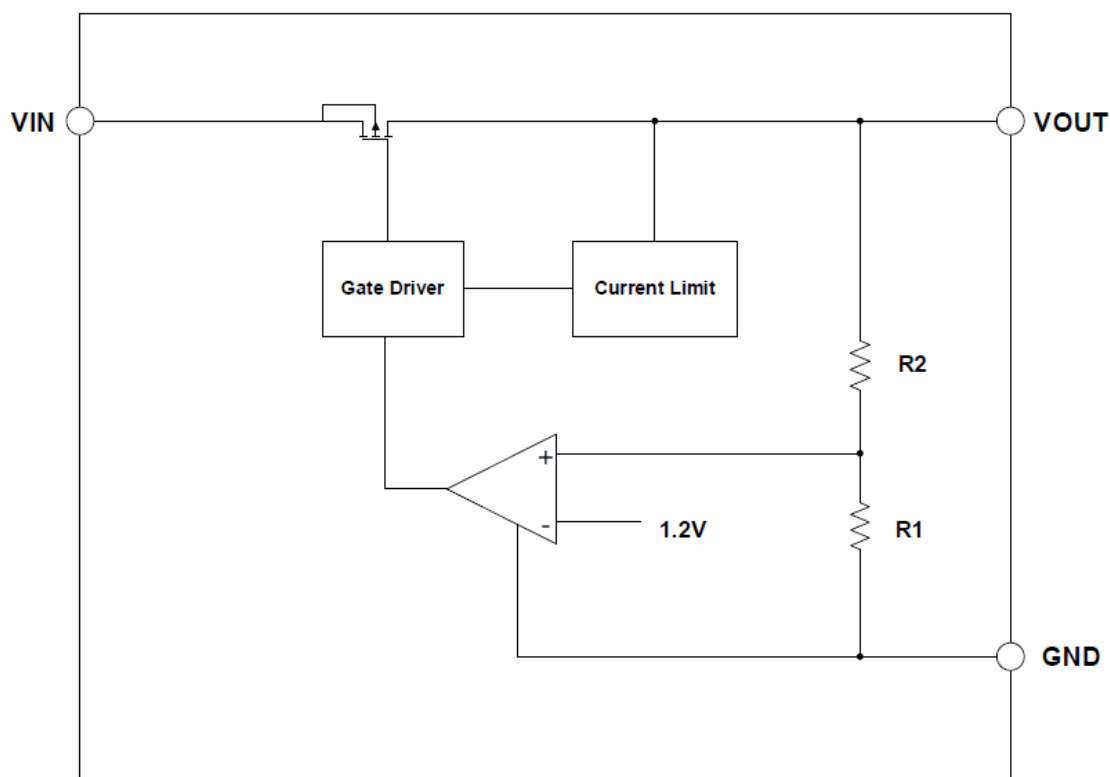 VIN
VOUT
Gate Driver
Current Limit
R2
+
-
1.2V
R1
GND